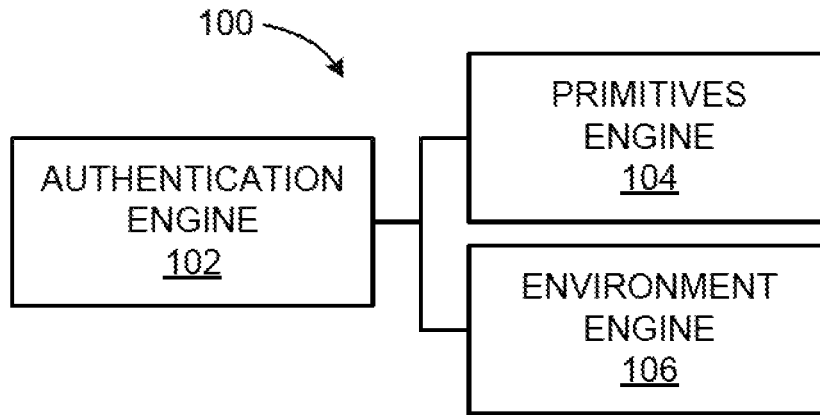 100
AUTHENTICATION
ENGINE
102
PRIMITIVES
ENGINE
104
ENVIRONMENT
ENGINE
106